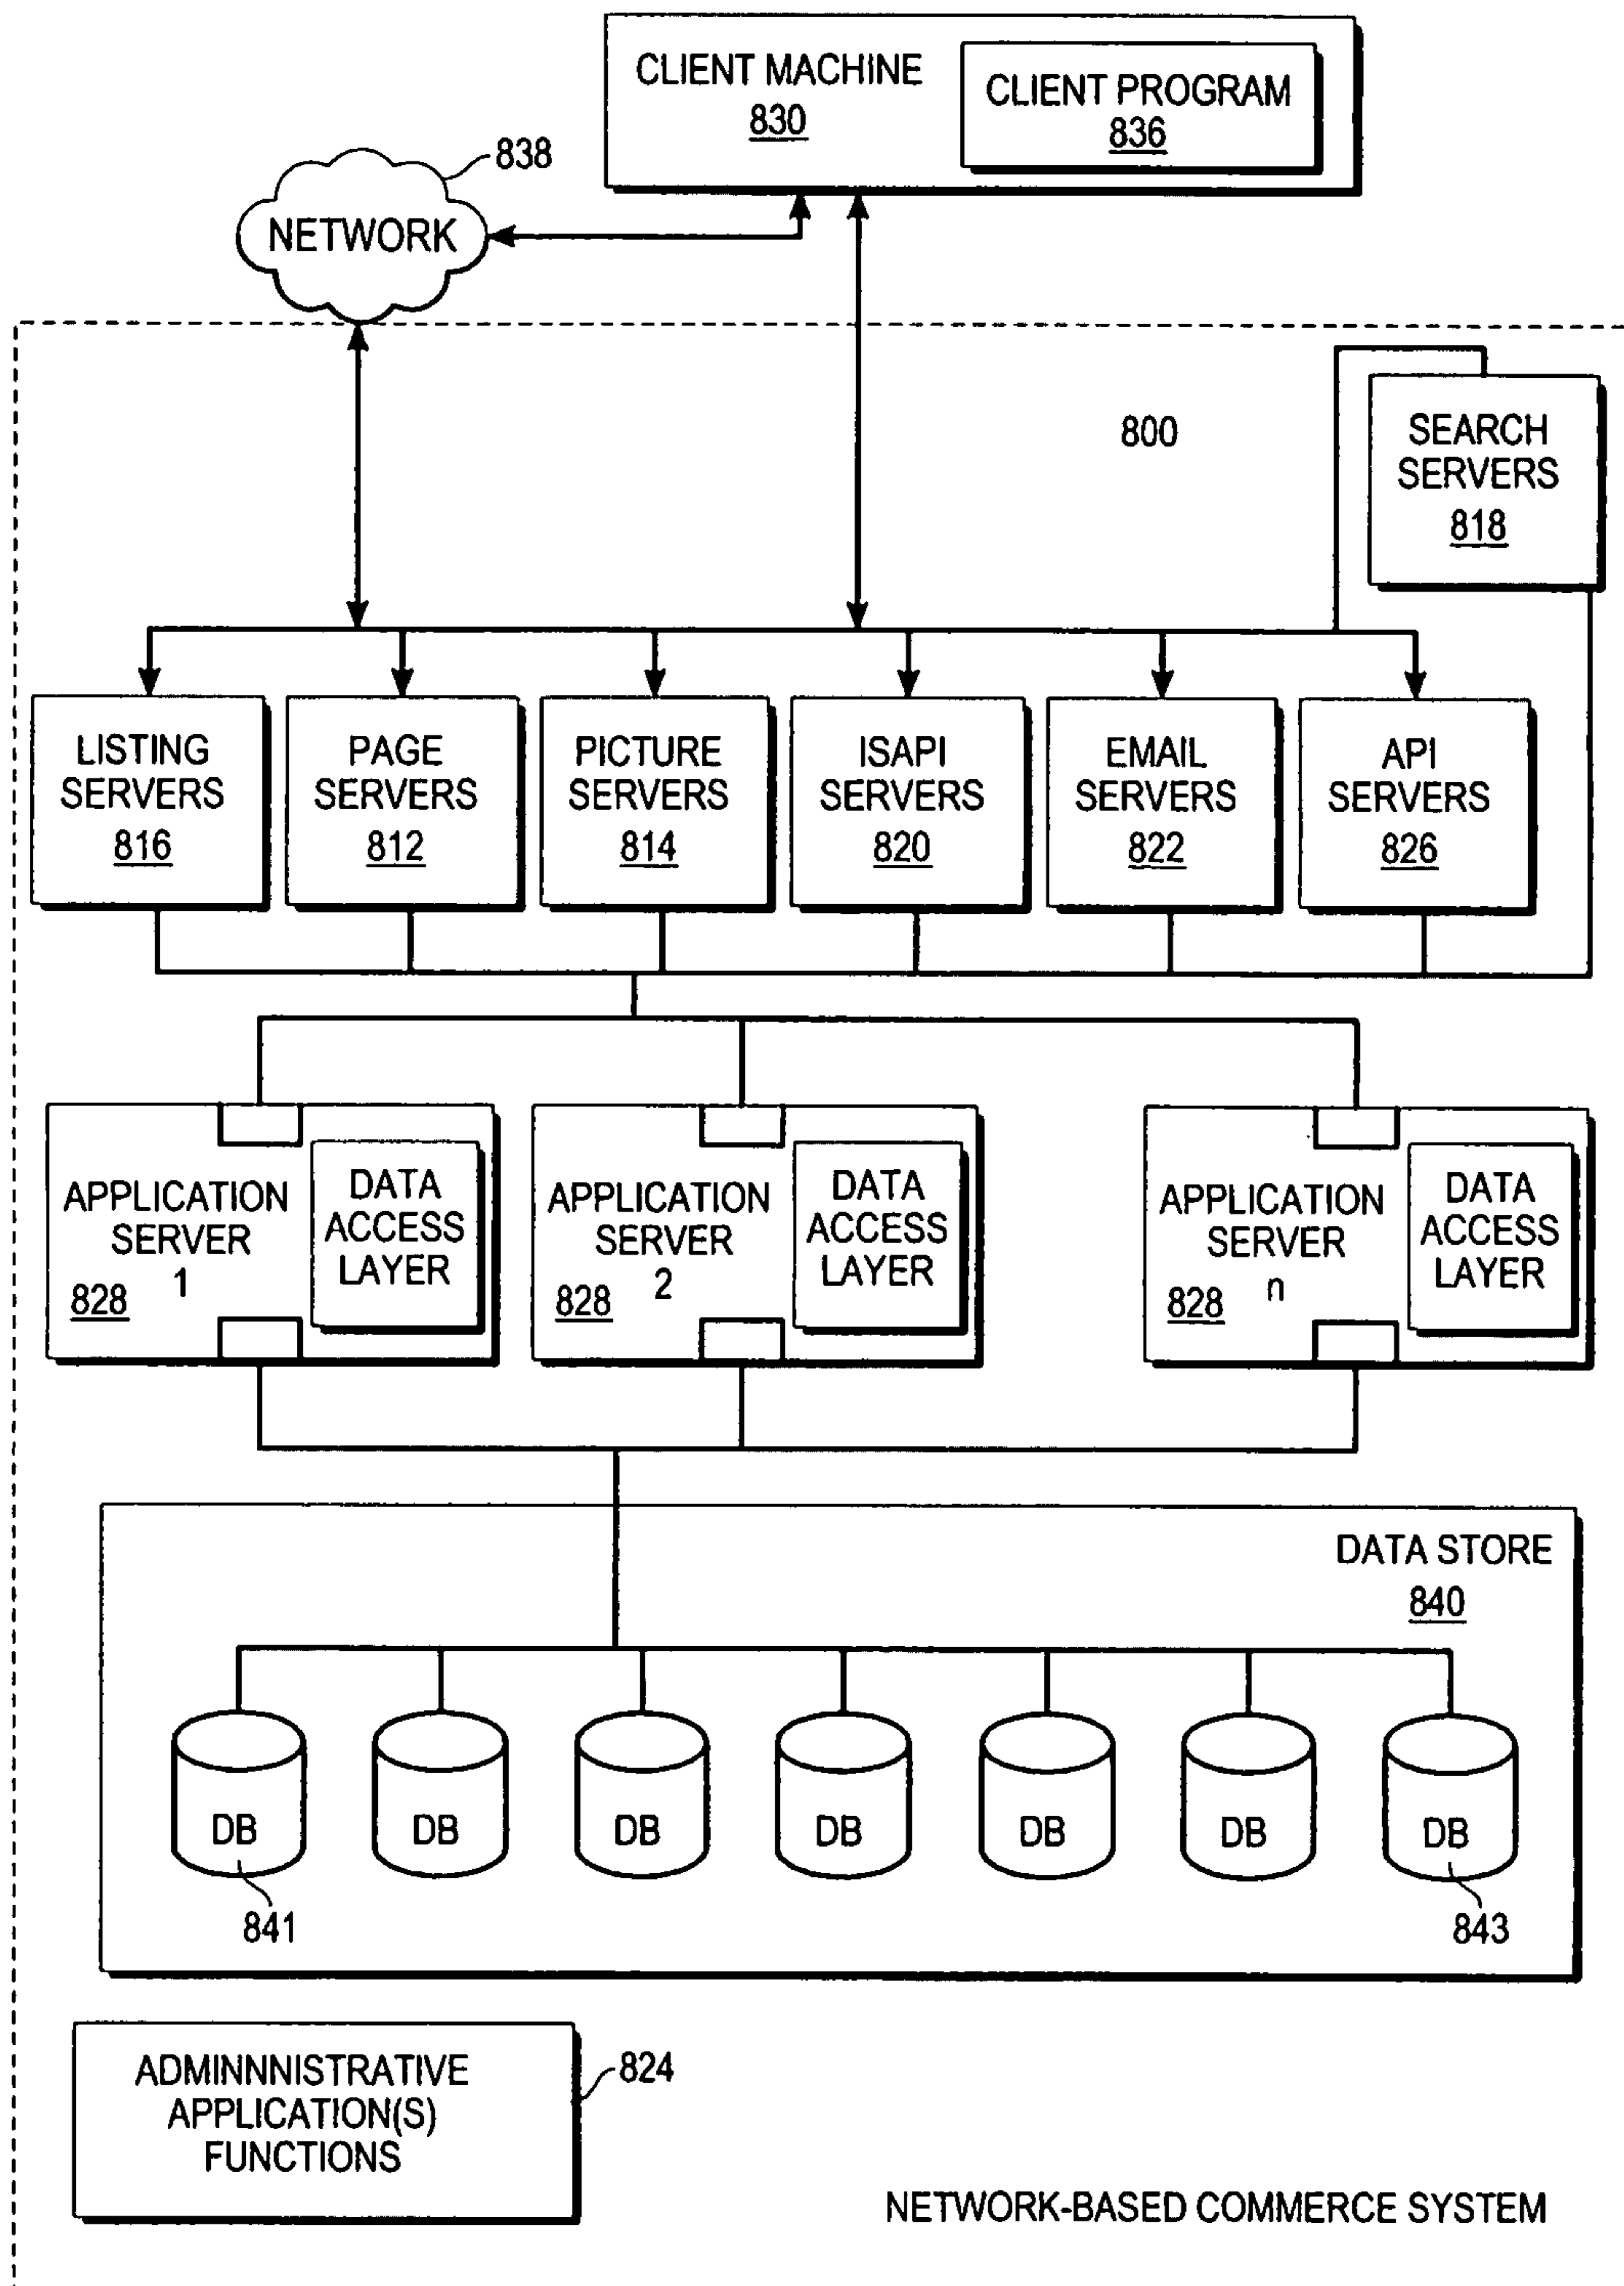 CLIENT MACHINE
830
CLIENT PROGRAM
836
838
NETWORK
800
SEARCH
SERVERS
818
LISTING
SERVERS
816
PAGE
SERVERS
812
PICTURE
SERVERS
814
ISAPI
SERVERS
820
EMAIL
SERVERS
822
API
SERVERS
826
APPLICATION
SERVER
1
828
DATA
ACCESS
LAYER
APPLICATION
SERVER
2
828
DATA
ACCESS
LAYER
APPLICATION
SERVER
n
828
DATA
ACCESS
LAYER
DATA STORE
840
DB
DB
DB
DB
DB
DB
DB
841
843
ADMINNNISTRATIVE
APPLICATION(S)
FUNCTIONS
824
NETWORK-BASED COMMERCE SYSTEM